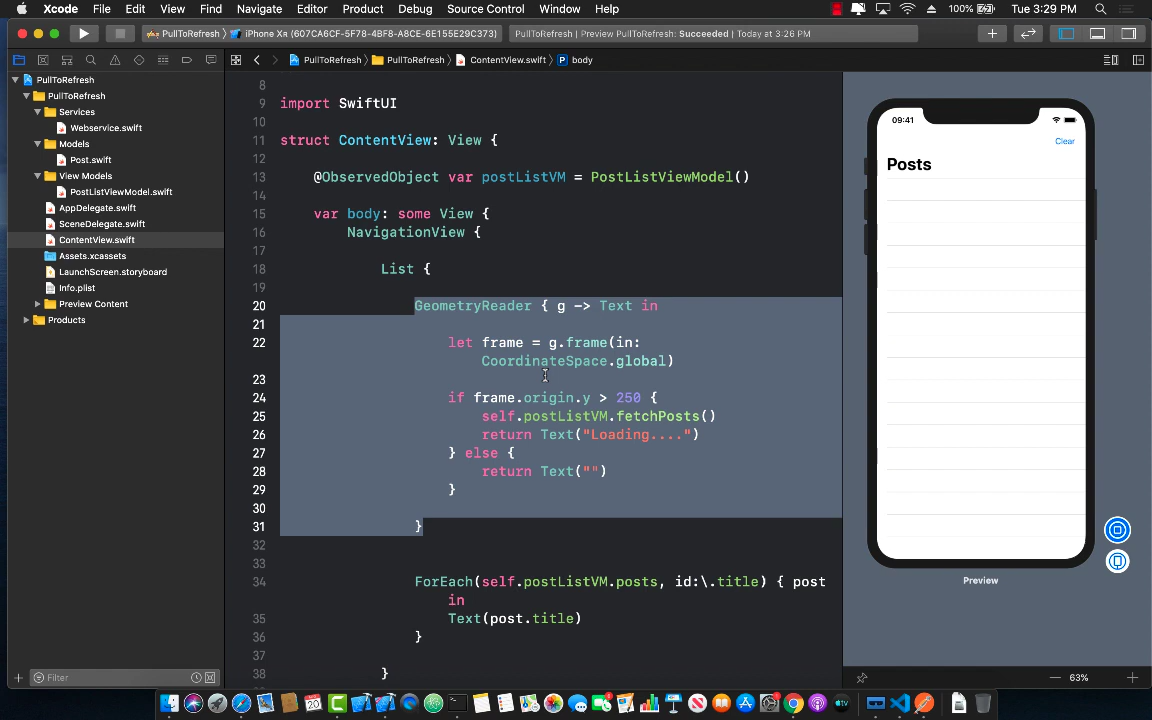 Xcode File Edit View Find Navigate Editor Product Debug Source Control Window Help 100% Tue 3:29 PM
PullToRefresh iPhone Xʀ (607CA6CF-5F78-4BF8-A8CE-6E155E29C373) PullToRefresh | Preview PullToRefresh: Succeeded | Today at 3:26 PM
PullToRefresh PullToRefresh ContentView.swift P body
PullToRefresh
PullToRefresh
Services
Webservice.swift
Models
Post.swift
View Models
PostListViewModel.swift
AppDelegate.swift
SceneDelegate.swift
ContentView.swift
Assets.xcassets
LaunchScreen.storyboard
Info.plist
Preview Content
Products
Filter
8
9 import SwiftUI
10
11 struct ContentView: View {
12
13 @ObservedObject var postListVM = PostListViewModel()
14
15 var body: some View {
16 NavigationView {
17
18 List {
19
20 GeometryReader { g -> Text in
21
22 let frame = g.frame(in:
CoordinateSpace.global)
23
24 if frame.origin.y > 250 {
25 self.postListVM.fetchPosts()
26 return Text("Loading....")
27 } else {
28 return Text("")
29 }
30
31 }
32
33
34 ForEach(self.postListVM.posts, id:\.title) { post
in
35 Text(post.title)
36 }
37
38 }
09:41
Clear
Posts
Preview
63%
20